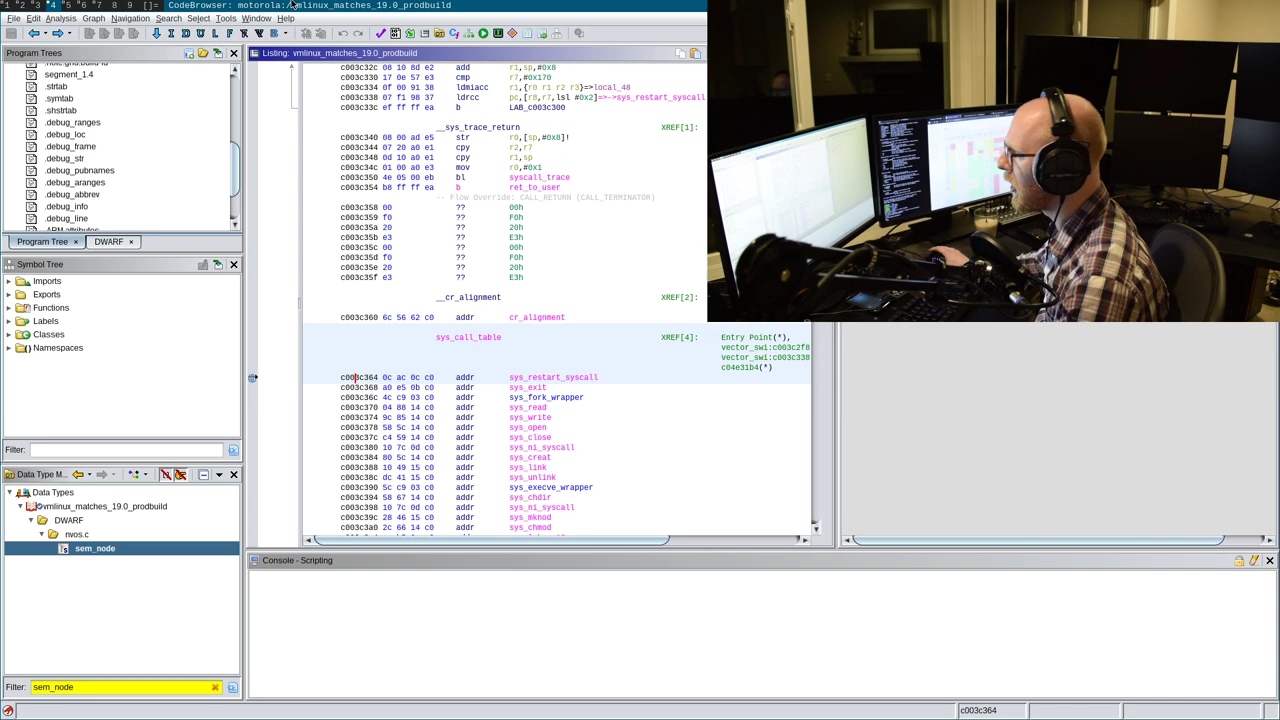 1 2 3 4 5 6 7 8 9 []= CodeBrowser: motorola:/vmlinux_matches_19.0_prodbuild
File Edit Analysis Graph Navigation Search Select Tools Window Help
I D U L F V B
Program Trees
segment_1.4
.strtab
.symtab
.shstrtab
.debug_ranges
.debug_loc
.debug_frame
.debug_str
.debug_pubnames
.debug_aranges
.debug_abbrev
.debug_info
.debug_line
.ARM.attributes
Program Tree × DWARF ×
Symbol Tree
Imports
Exports
Functions
Labels
Classes
Namespaces
Filter:
Data Type M...
Data Types
vmlinux_matches_19.0_prodbuild
DWARF
nvos.c
sem_node
Filter: sem_node
Listing: vmlinux_matches_19.0_prodbuild
c003c32c 08 10 8d e2 add r1,sp,#0x8
c003c330 17 0e 57 e3 cmp r7,#0x170
c003c334 0f 00 91 38 ldmiacc r1,{r0 r1 r2 r3}=>local_48
c003c338 07 f1 98 37 ldrcc pc,[r8,r7,lsl #0x2]=>->sys_restart_syscall
c003c33c ef ff ff ea b LAB_c003c300
__sys_trace_return XREF[1]:
c003c340 08 00 ad e5 str r0,[sp,#0x8]!
c003c344 07 20 a0 e1 cpy r2,r7
c003c348 0d 10 a0 e1 cpy r1,sp
c003c34c 01 00 a0 e3 mov r0,#0x1
c003c350 4e 05 00 eb bl syscall_trace
c003c354 b8 ff ff ea b ret_to_user
-- Flow Override: CALL_RETURN (CALL_TERMINATOR)
c003c358 00 ?? 00h
c003c359 f0 ?? F0h
c003c35a 20 ?? 20h
c003c35b e3 ?? E3h
c003c35c 00 ?? 00h
c003c35d f0 ?? F0h
c003c35e 20 ?? 20h
c003c35f e3 ?? E3h
__cr_alignment XREF[2]:
c003c360 6c 56 62 c0 addr cr_alignment
sys_call_table XREF[4]: Entry Point(*),
vector_swi:c003c2f8
vector_swi:c003c338
c04e31b4(*)
c003c364 0c ac 0c c0 addr sys_restart_syscall
c003c368 a0 e5 0b c0 addr sys_exit
c003c36c 4c c9 03 c0 addr sys_fork_wrapper
c003c370 04 88 14 c0 addr sys_read
c003c374 9c 85 14 c0 addr sys_write
c003c378 58 5c 14 c0 addr sys_open
c003c37c c4 59 14 c0 addr sys_close
c003c380 10 7c 0d c0 addr sys_ni_syscall
c003c384 80 5c 14 c0 addr sys_creat
c003c388 10 49 15 c0 addr sys_link
c003c38c dc 41 15 c0 addr sys_unlink
c003c390 5c c9 03 c0 addr sys_execve_wrapper
c003c394 58 67 14 c0 addr sys_chdir
c003c398 10 7c 0d c0 addr sys_ni_syscall
c003c39c 28 46 15 c0 addr sys_mknod
c003c3a0 2c 66 14 c0 addr sys_chmod
Console - Scripting
c003c364